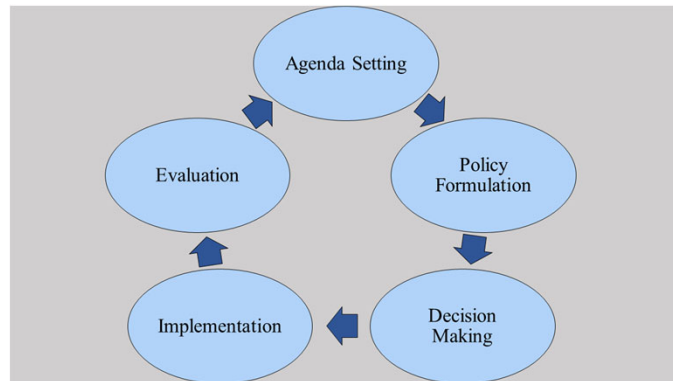 Agenda Setting
Policy
Formulation
Decision
Making
Implementation
Evaluation